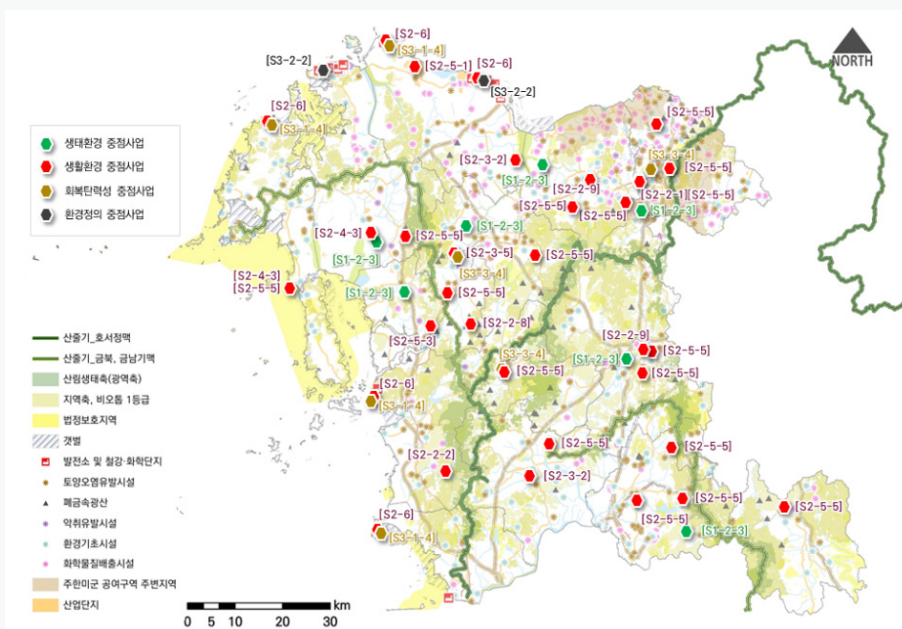 [S2-6]
[S3-1-4]
[S3-2-2]
[S2-5-1]
[S2-6]
[S3-2-2]
NORTH
[S2-6]
[S3-1-4]
[S2-5-5]
[S2-3-2]
[S1-2-3]
[S3-3-4]
[S2-5-5]
[S2-2-9]
[S2-2-1][S2-5-5]
[S2-5-5]
[S2-5-5]
[S1-2-3]
[S1-2-3]
[S2-4-3]
[S2-5-5]
[S1-2-3]
[S2-3-5]
[S2-5-5]
[S3-3-4]
[S2-4-3]
[S2-5-5]
[S1-2-3]
[S2-5-5]
[S2-5-3]
[S2-2-8]
[S2-2-9]
[S3-3-4]
[S1-2-3]
[S2-5-5]
[S2-5-5]
[S2-5-5]
[S2-6]
[S3-1-4]
[S2-5-5]
[S2-5-5]
[S2-2-2]
[S2-3-2]
[S2-5-5]
[S2-5-5]
[S2-5-5]
[S2-6]
[S3-1-4]
[S1-2-3]
생태환경 중점사업
생활환경 중점사업
회복탄력성 중점사업
환경정의 중점사업
산줄기_호서정맥
산줄기_금북, 금남기맥
산림생태축(광역축)
지역축, 비오톱 1등급
법정보호지역
갯벌
발전소 및 철강·화학단지
토양오염유발시설
폐금속광산
악취유발시설
환경기초시설
화학물질배출시설
주한미군 공여구역 주변지역
산업단지
km
0 5 10 20 30